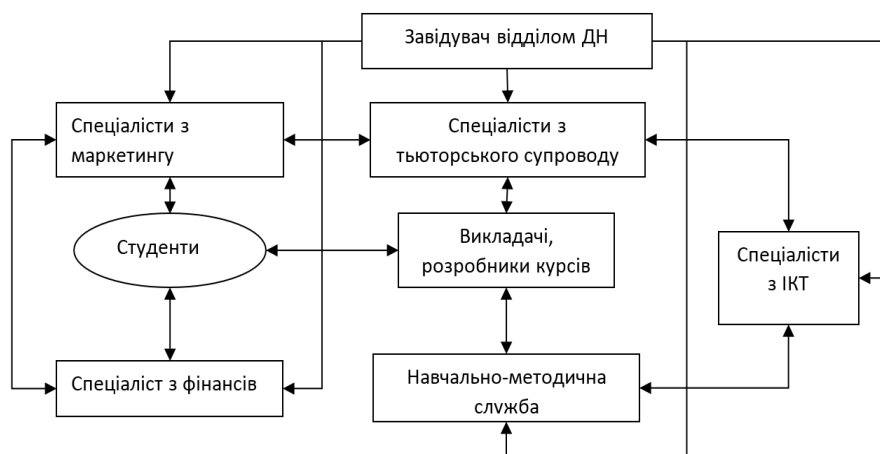 Завідувач відділом ДН
Спеціалісти з
маркетингу
Спеціалісти з
тьюторського супроводу
Студенти
Викладачі,
розробники курсів
Спеціалісти
з ІКТ
Спеціаліст з фінансів
Навчально-методична
служба